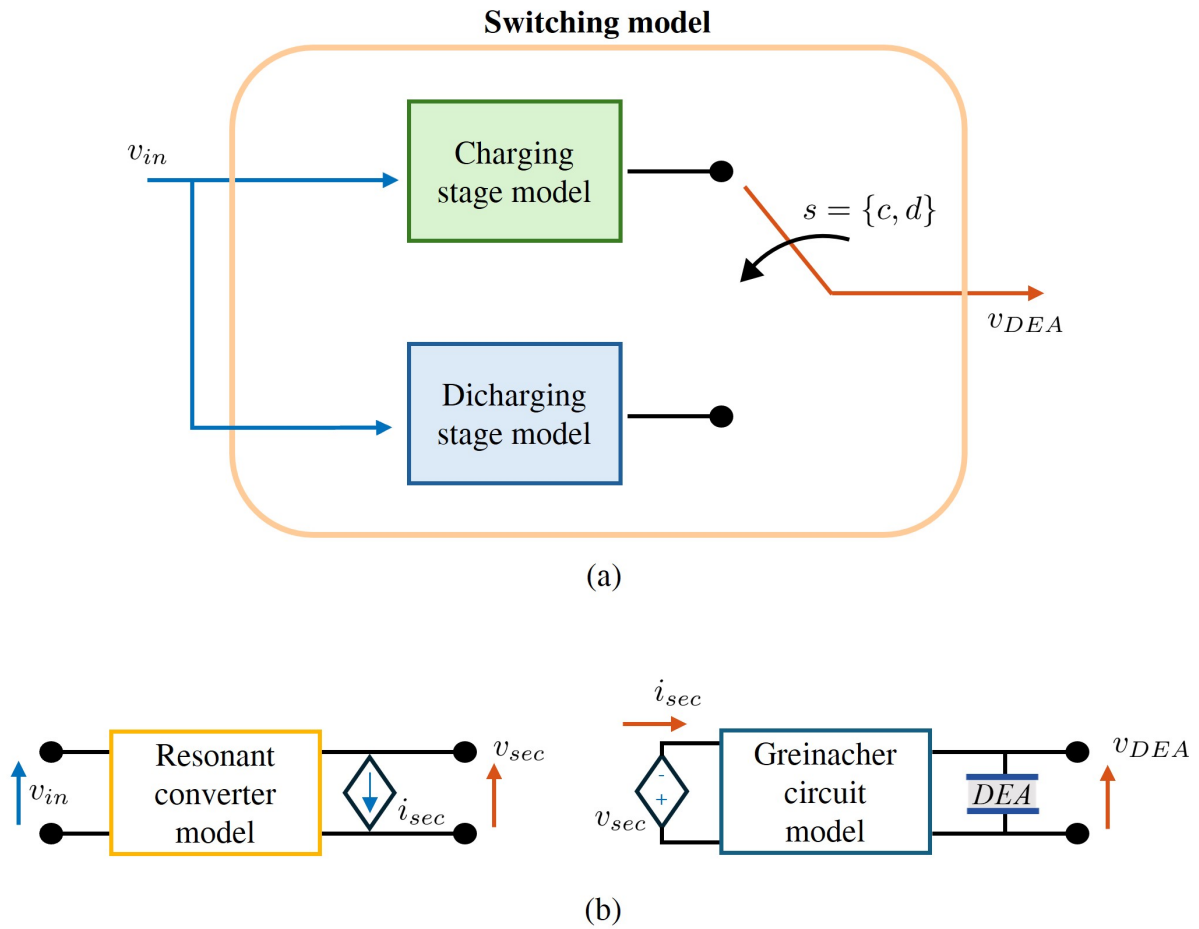 Switching model
v_in
Charging
stage model
s = {c, d}
v_DEA
Dicharging
stage model
(a)
Resonant
converter
model
v_in
i_sec
v_sec
i_sec
v_sec
-
+
Greinacher
circuit
model
DEA
v_DEA
(b)